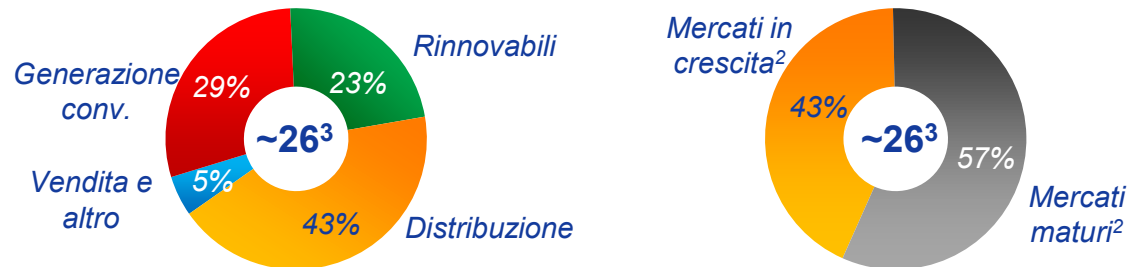 Generazione
conv.
29%
Rinnovabili
23%
~26³
Vendita e
altro
5%
43%
Distribuzione
Mercati in
crescita²
43%
~26³
57%
Mercati
maturi²